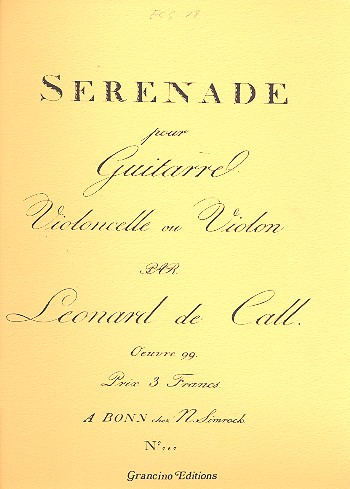 SERENADE
pour
Guitarre
Violoncelle ou Violon
PAR
Leonard de Call.
Oeuvre 99.
Prix 3 Francs.
A BONN chez N. Simrock
Nº...
Grancino Editions